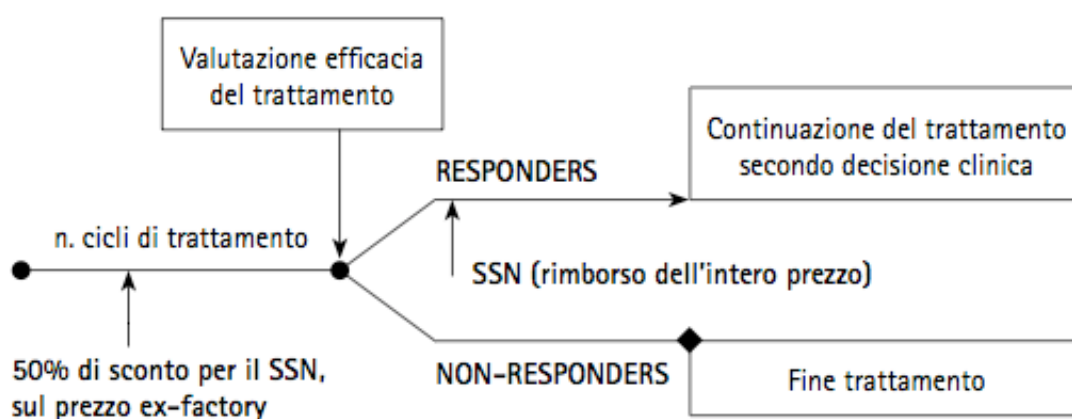 Valutazione efficacia
del trattamento
Continuazione del trattamento
secondo decisione clinica
RESPONDERS
n. cicli di trattamento
SSN (rimborso dell'intero prezzo)
50% di sconto per il SSN,
sul prezzo ex-factory
NON-RESPONDERS
Fine trattamento